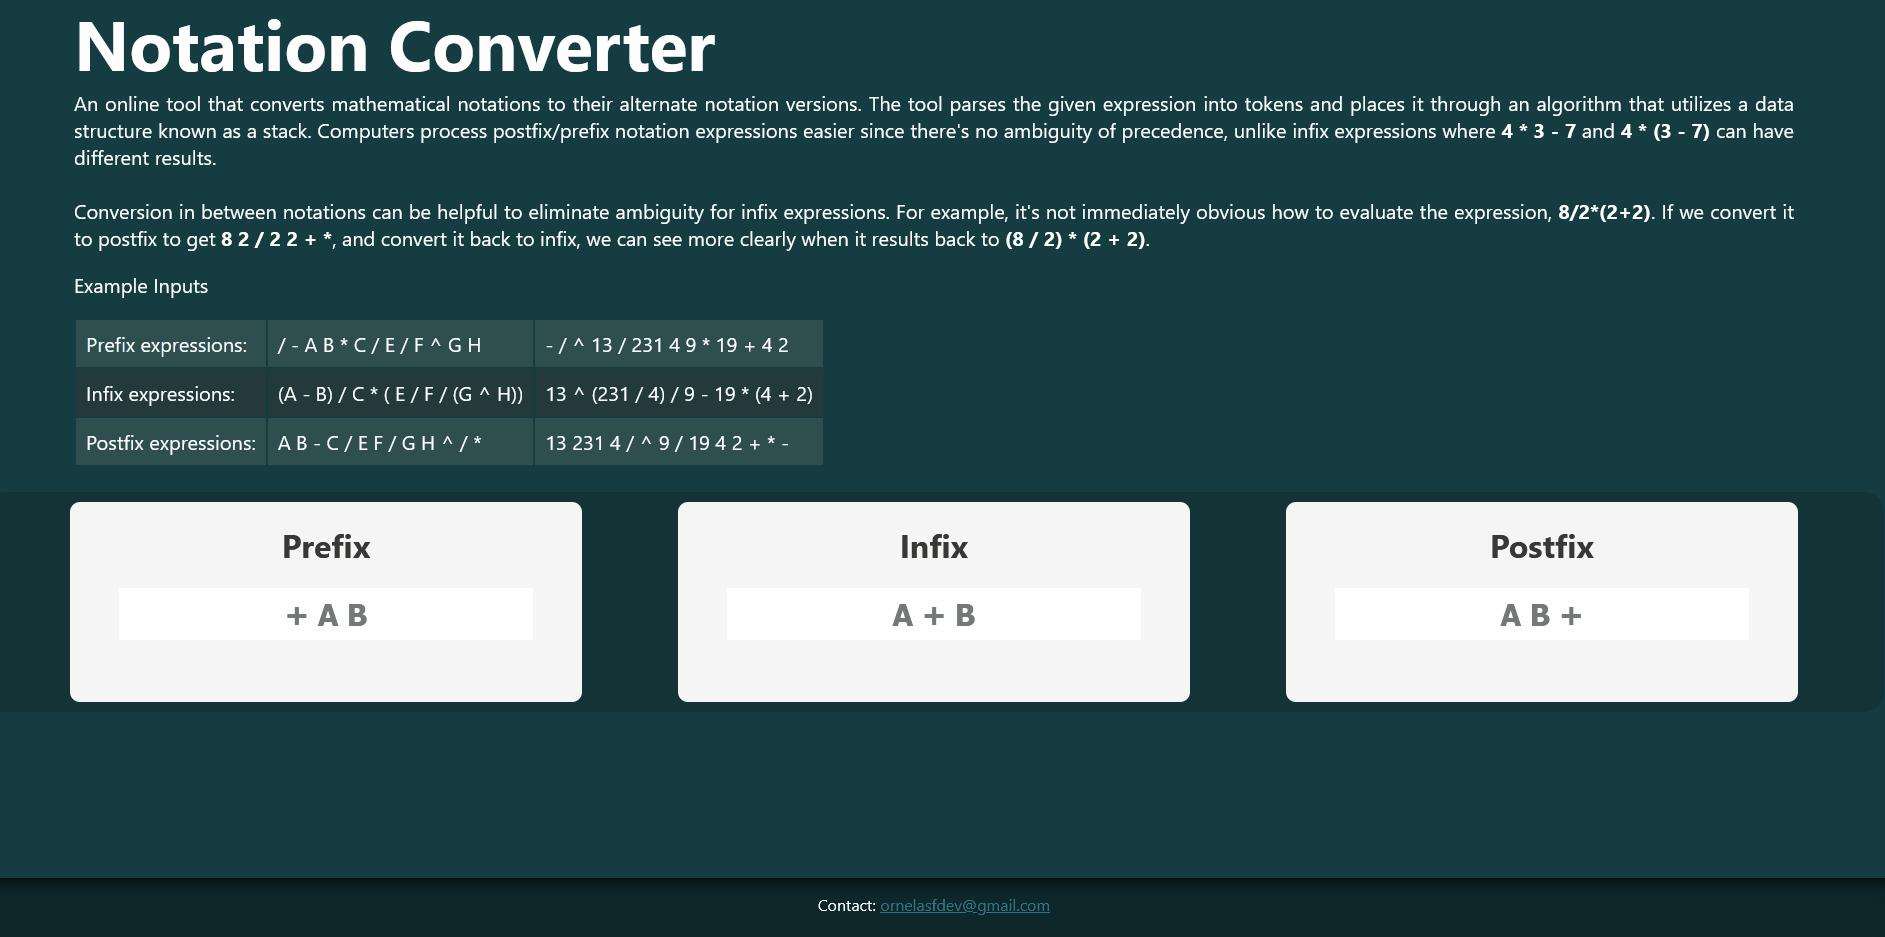 Notation Converter
An online tool that converts mathematical notations to their alternate notation versions. The tool parses the given expression into tokens and places it through an algorithm that utilizes a data
structure known as a stack. Computers process postfix/prefix notation expressions easier since there's no ambiguity of precedence, unlike infix expressions where 4 * 3 - 7 and 4 * (3 - 7) can have
different results.
Conversion in between notations can be helpful to eliminate ambiguity for infix expressions. For example, it's not immediately obvious how to evaluate the expression, 8/2*(2+2). If we convert it
to postfix to get 8 2 / 2 2 + *, and convert it back to infix, we can see more clearly when it results back to (8 / 2) * (2 + 2).
Example Inputs
Prefix expressions: / - A B * C / E / F ^ G H - / ^ 13 / 231 4 9 * 19 + 4 2
Infix expressions: (A - B) / C * ( E / F / (G ^ H)) 13 ^ (231 / 4) / 9 - 19 * (4 + 2)
Postfix expressions: A B - C / E F / G H ^ / * 13 231 4 / ^ 9 / 19 4 2 + * -
Prefix Infix Postfix
+ A B A + B A B +
Contact: ornelasfdev@gmail.com